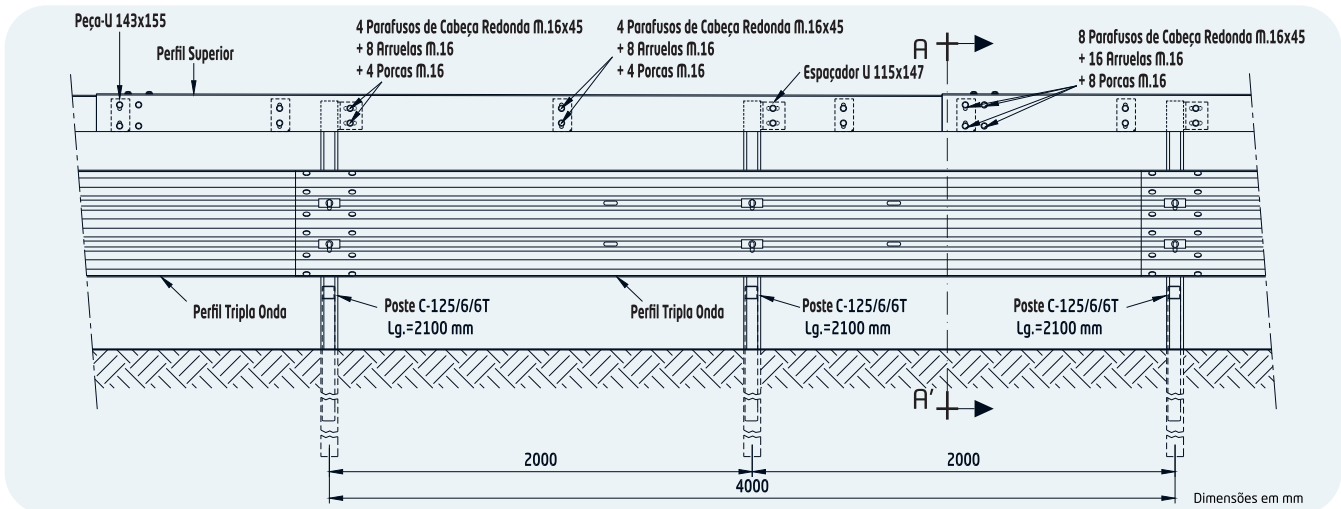 Peça-U 143x155
Perfil Superior
4 Parafusos de Cabeça Redonda M.16x45
+ 8 Arruelas M.16
+ 4 Porcas M.16
4 Parafusos de Cabeça Redonda M.16x45
+ 8 Arruelas M.16
+ 4 Porcas M.16
Espaçador U 115x147
A
8 Parafusos de Cabeça Redonda M.16x45
+ 16 Arruelas M.16
+ 8 Porcas M.16
Perfil Tripla Onda
Poste C-125/6/6T
Lg.=2100 mm
Perfil Tripla Onda
Poste C-125/6/6T
Lg.=2100 mm
Poste C-125/6/6T
Lg.=2100 mm
A’
2000
2000
4000
Dimensões em mm